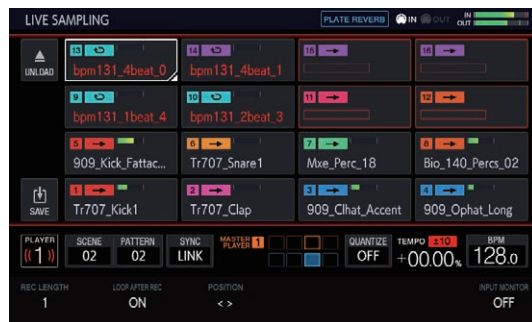 LIVE SAMPLING
PLATE REVERB IN OUT IN OUT
UNLOAD
13 14 15 16
bpm131_4beat_0 bpm131_4beat_1
9 10 11 12
bpm131_1beat_4 bpm131_2beat_3
5 6 7 8
909_Kick_Fattac... Tr707_Snare1 Mxe_Perc_18 Bio_140_Percs_02
SAVE
1 2 3 4
Tr707_Kick1 Tr707_Clap 909_Clhat_Accent 909_Ophat_Long
PLAYER SCENE PATTERN SYNC MASTER PLAYER 1 QUANTIZE TEMPO ±10 BPM
1 02 02 LINK OFF +00.00% 128.0
REC LENGTH LOOP AFTER REC POSITION INPUT MONITOR
1 ON < > OFF